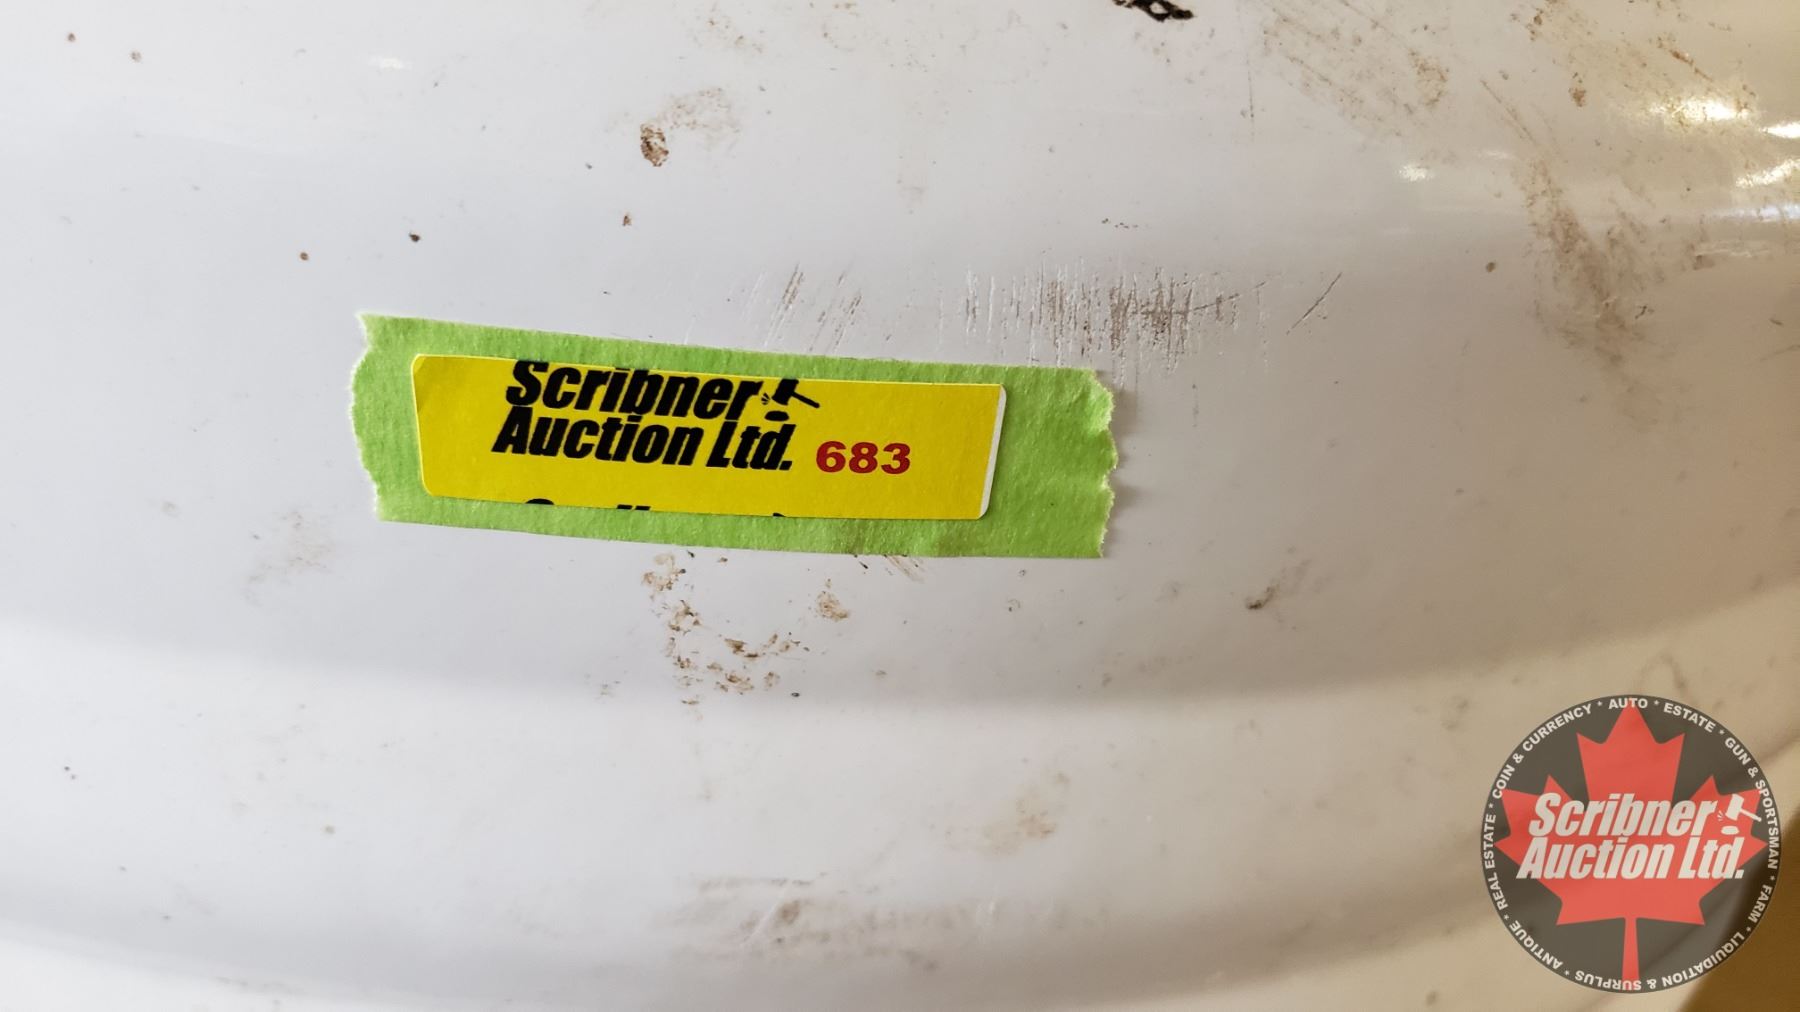 Scribner
Auction Ltd. 683
COIN & CURRENCY * AUTO * ESTATE * GUN & SPORTSMAN * FARM * LIQUIDATION & SURPLUS * ANTIQUE * REAL ESTATE *
Scribner
Auction Ltd.